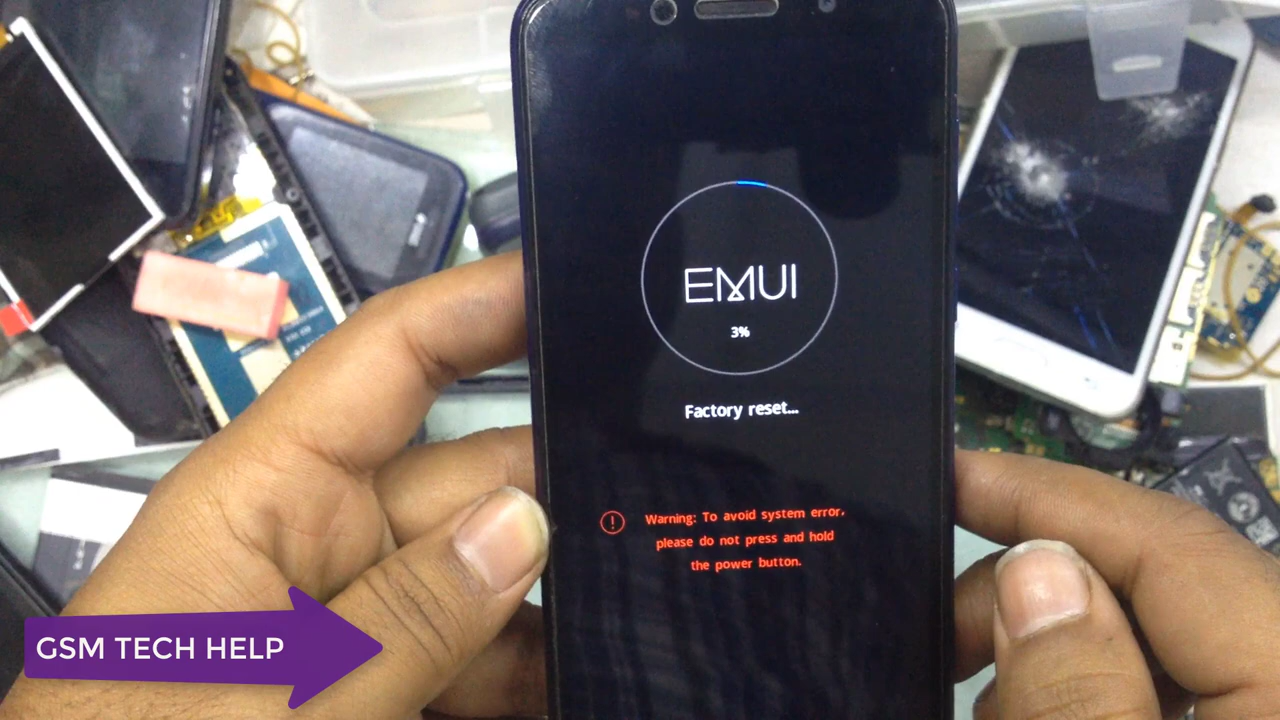 EMUI
3%
Factory reset...
Warning: To avoid system error,
please do not press and hold
the power button.
GSM TECH HELP